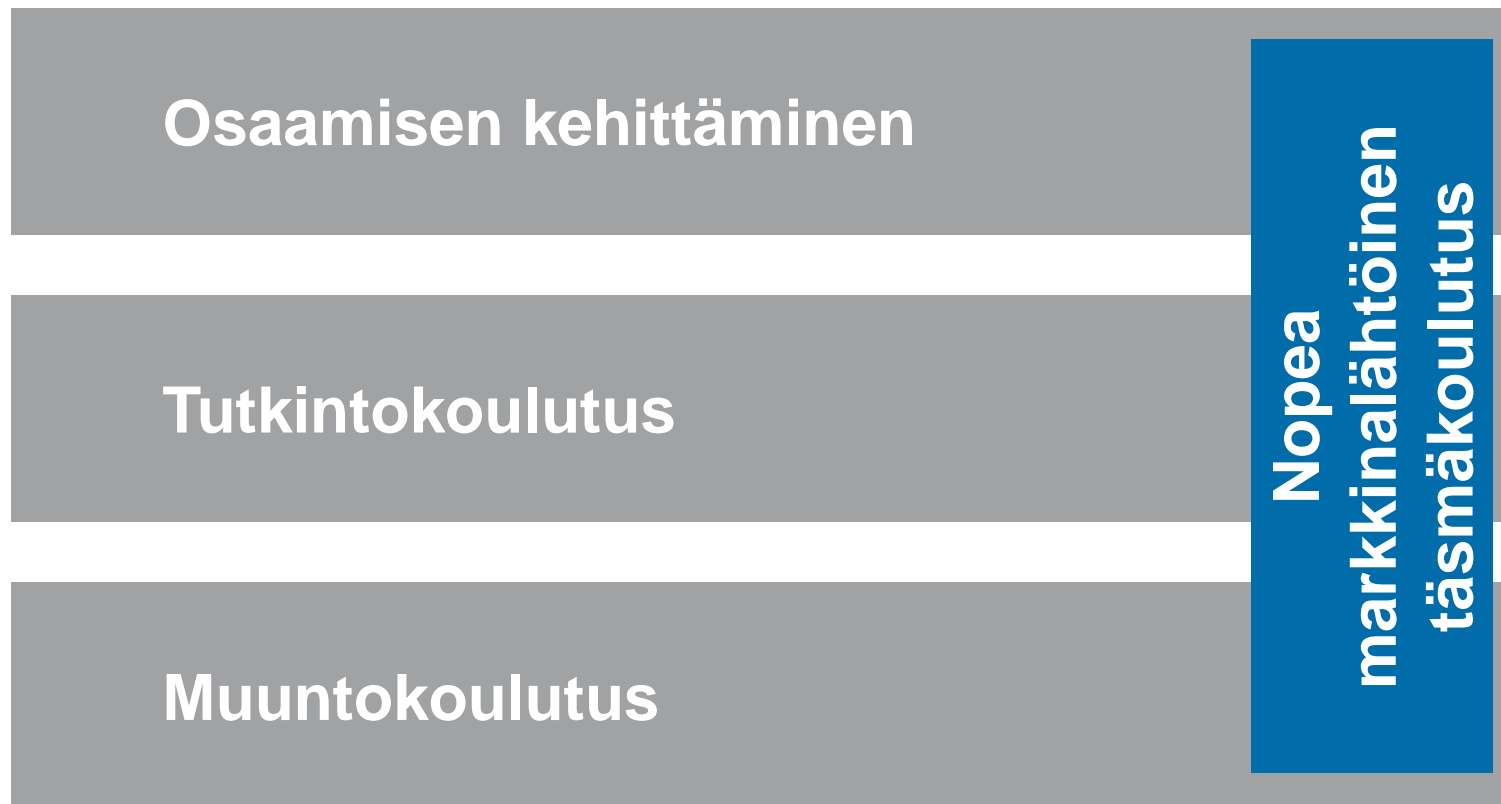 Osaamisen kehittäminen
Tutkintokoulutus
Muuntokoulutus
Nopea
markkinalähtöinen
täsmäkoulutus